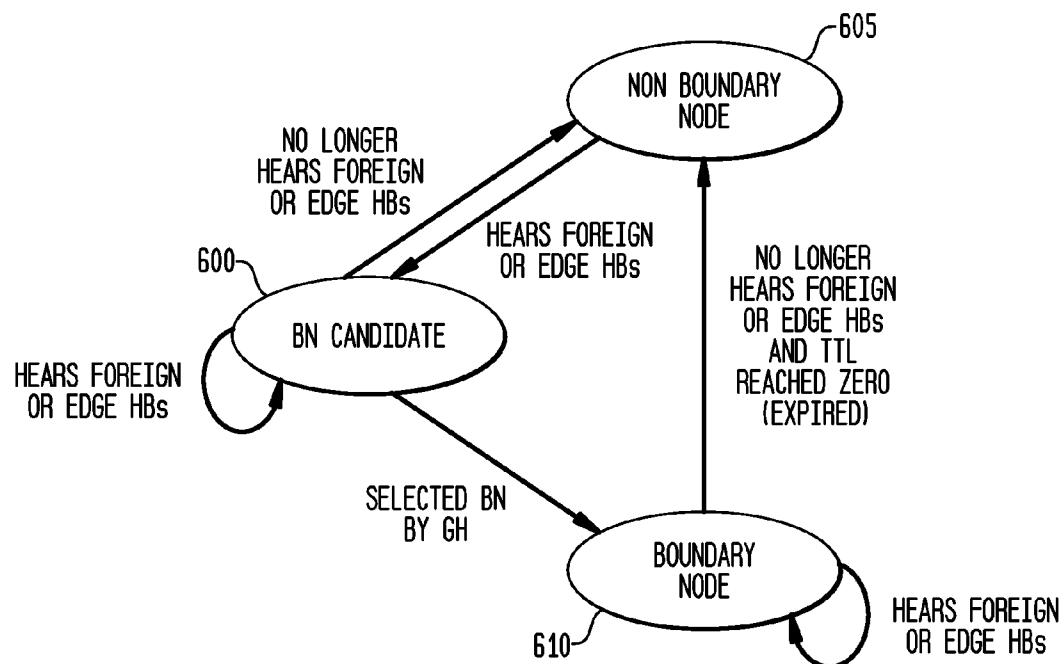 605
NON BOUNDARY
NODE
NO LONGER
HEARS FOREIGN
OR EDGE HBs
HEARS FOREIGN
OR EDGE HBs
600
BN CANDIDATE
HEARS FOREIGN
OR EDGE HBs
NO LONGER
HEARS FOREIGN
OR EDGE HBs
AND TTL
REACHED ZERO
(EXPIRED)
SELECTED BN
BY GH
BOUNDARY
NODE
610
HEARS FOREIGN
OR EDGE HBs